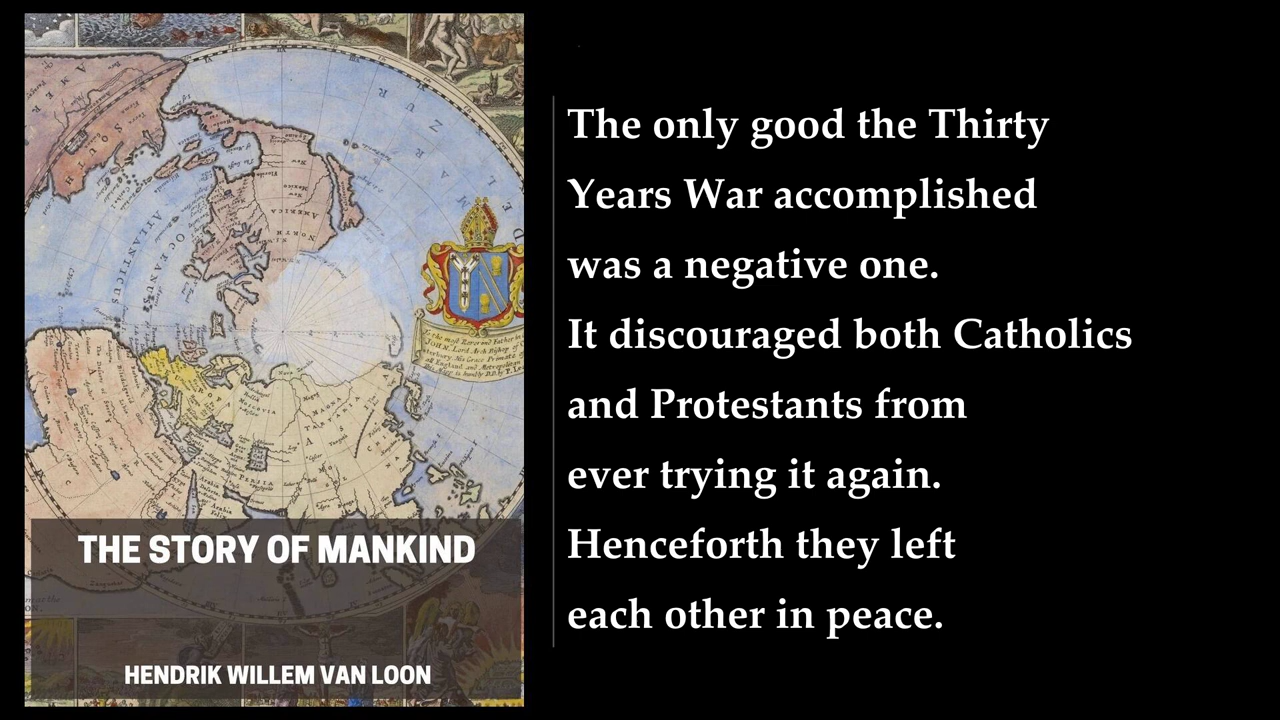 THE STORY OF MANKIND
HENDRIK WILLEM VAN LOON
The only good the Thirty
Years War accomplished
was a negative one.
It discouraged both Catholics
and Protestants from
ever trying it again.
Henceforth they left
each other in peace.